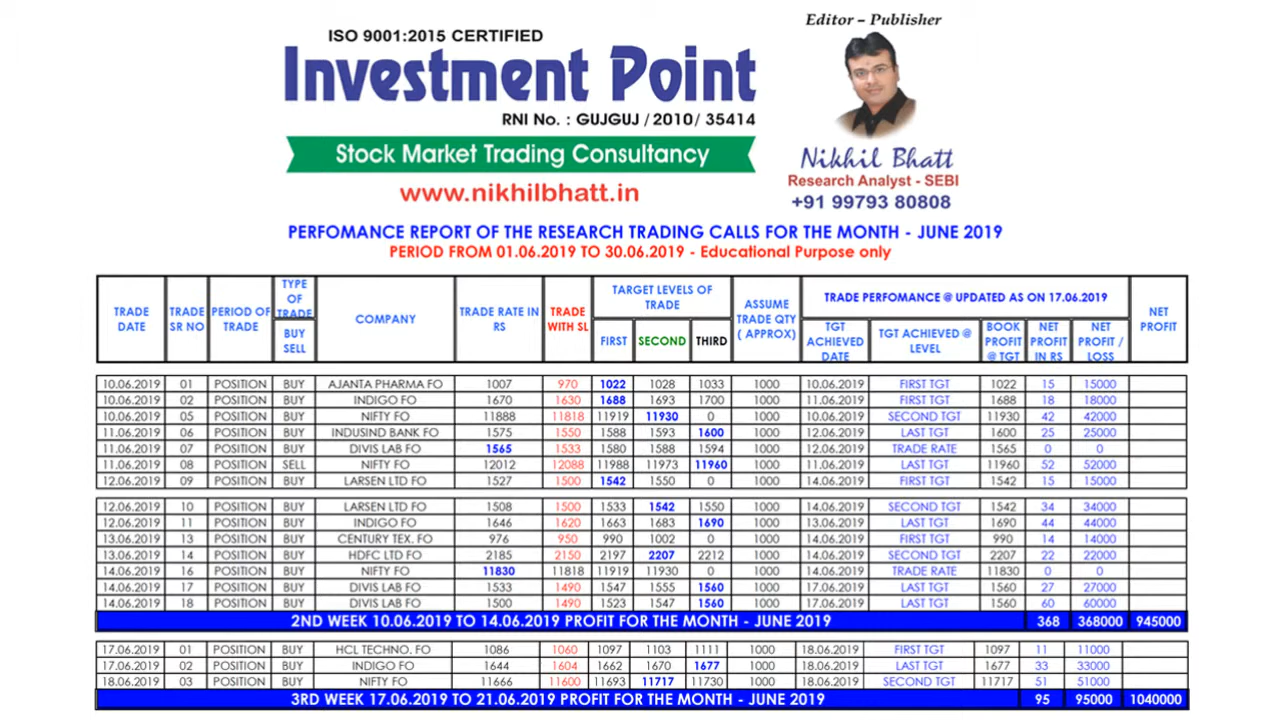 Editor – Publisher
ISO 9001:2015 CERTIFIED
Investment Point
RNI No. : GUJGUJ /2010/ 35414
Stock Market Trading Consultancy
www.nikhilbhatt.in
Nikhil Bhatt
Research Analyst - SEBI
+91 99793 80808
PERFOMANCE REPORT OF THE RESEARCH TRADING CALLS FOR THE MONTH - JUNE 2019
PERIOD FROM 01.06.2019 TO 30.06.2019 - Educational Purpose only
TRADE DATE TRADE SR NO PERIOD OF TRADE TYPE OF TRADE BUY SELL COMPANY TRADE RATE IN RS TRADE WITH SL TARGET LEVELS OF TRADE FIRST SECOND THIRD ASSUME TRADE QTY ( APPROX) TRADE PERFOMANCE @ UPDATED AS ON 17.06.2019 TGT ACHIEVED DATE TGT ACHIEVED @ LEVEL BOOK PROFIT @ TGT NET PROFIT IN RS NET PROFIT / LOSS NET PROFIT
10.06.2019 01 POSITION BUY AJANTA PHARMA FO 1007 970 1022 1028 1033 1000 10.06.2019 FIRST TGT 1022 15 15000
10.06.2019 02 POSITION BUY INDIGO FO 1670 1630 1688 1693 1700 1000 11.06.2019 FIRST TGT 1688 18 18000
10.06.2019 05 POSITION BUY NIFTY FO 11888 11818 11919 11930 0 1000 10.06.2019 SECOND TGT 11930 42 42000
11.06.2019 06 POSITION BUY INDUSIND BANK FO 1575 1550 1588 1593 1600 1000 12.06.2019 LAST TGT 1600 25 25000
11.06.2019 07 POSITION BUY DIVIS LAB FO 1565 1533 1580 1588 1594 1000 12.06.2019 TRADE RATE 1565 0 0
11.06.2019 08 POSITION SELL NIFTY FO 12012 12088 11988 11973 11960 1000 11.06.2019 LAST TGT 11960 52 52000
12.06.2019 09 POSITION BUY LARSEN LTD FO 1527 1500 1542 1550 0 1000 14.06.2019 FIRST TGT 1542 15 15000
12.06.2019 10 POSITION BUY LARSEN LTD FO 1508 1500 1533 1542 1550 1000 14.06.2019 SECOND TGT 1542 34 34000
12.06.2019 11 POSITION BUY INDIGO FO 1646 1620 1663 1683 1690 1000 13.06.2019 LAST TGT 1690 44 44000
13.06.2019 13 POSITION BUY CENTURY TEX. FO 976 950 990 1002 0 1000 14.06.2019 FIRST TGT 990 14 14000
13.06.2019 14 POSITION BUY HDFC LTD FO 2185 2150 2197 2207 2212 1000 14.06.2019 SECOND TGT 2207 22 22000
14.06.2019 16 POSITION BUY NIFTY FO 11830 11818 11919 11930 0 1000 14.06.2019 TRADE RATE 11830 0 0
14.06.2019 17 POSITION BUY DIVIS LAB FO 1533 1490 1547 1555 1560 1000 17.06.2019 LAST TGT 1560 27 27000
14.06.2019 18 POSITION BUY DIVIS LAB FO 1500 1490 1523 1547 1560 1000 17.06.2019 LAST TGT 1560 60 60000
2ND WEEK 10.06.2019 TO 14.06.2019 PROFIT FOR THE MONTH - JUNE 2019 368 368000 945000
17.06.2019 01 POSITION BUY HCL TECHNO. FO 1086 1060 1097 1103 1111 1000 18.06.2019 FIRST TGT 1097 11 11000
17.06.2019 02 POSITION BUY INDIGO FO 1644 1604 1662 1670 1677 1000 18.06.2019 LAST TGT 1677 33 33000
18.06.2019 03 POSITION BUY NIFTY FO 11666 11600 11693 11717 11730 1000 18.06.2019 SECOND TGT 11717 51 51000
3RD WEEK 17.06.2019 TO 21.06.2019 PROFIT FOR THE MONTH - JUNE 2019 95 95000 1040000